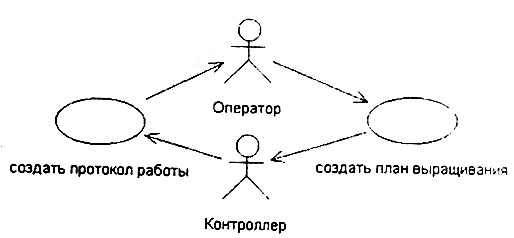 Оператор
создать протокол работы
создать план выращивания
Контроллер